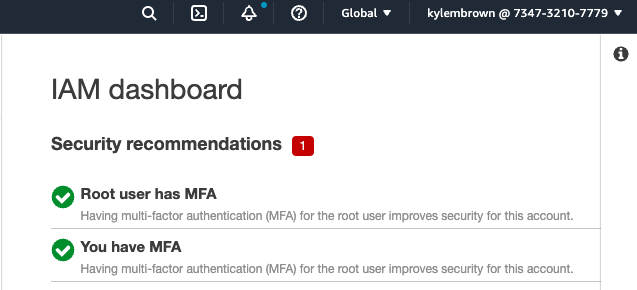 Global ▼ kylembrown @ 7347-3210-7779 ▼
IAM dashboard
Security recommendations 1
Root user has MFA
Having multi-factor authentication (MFA) for the root user improves security for this account.
You have MFA
Having multi-factor authentication (MFA) for the root user improves security for this account.